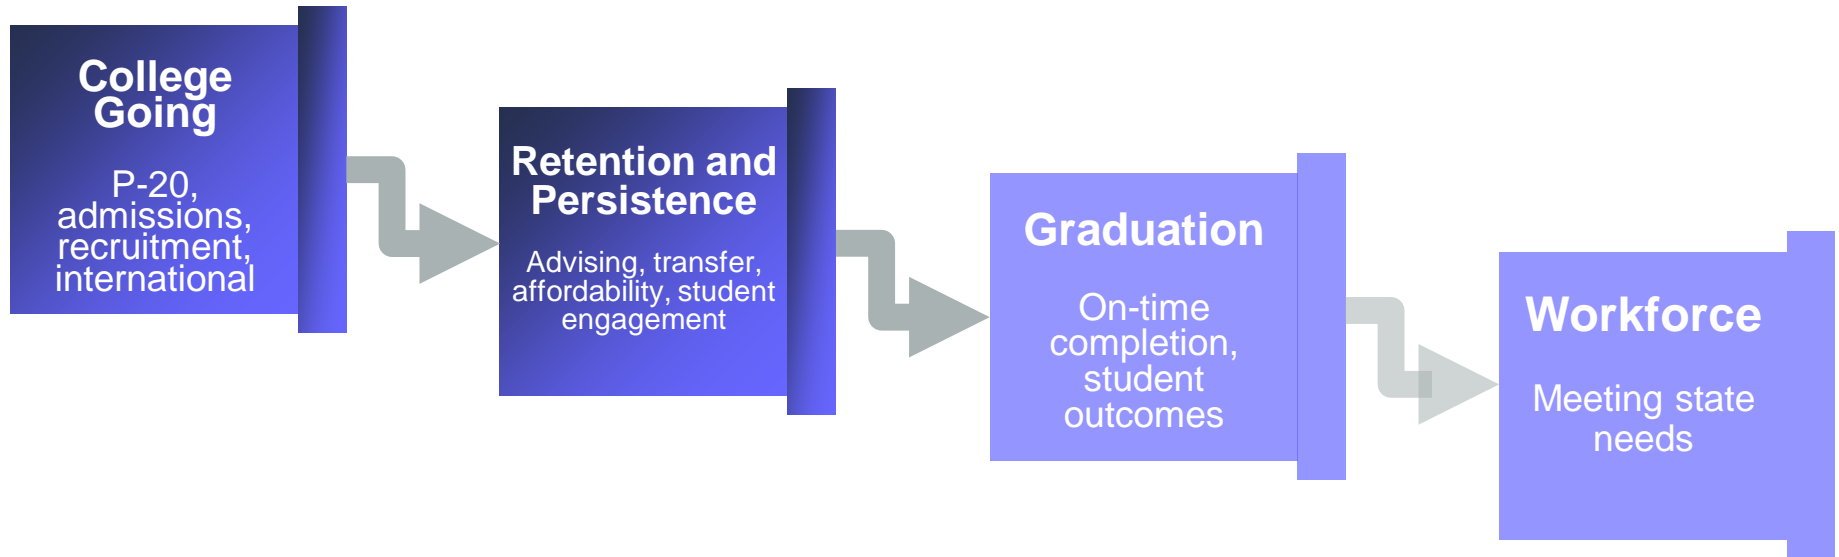 College
Going
P-20,
admissions,
recruitment,
international
Retention and
Persistence
Advising, transfer,
affordability, student
engagement
Graduation
On-time
completion,
student
outcomes
Workforce
Meeting state
needs